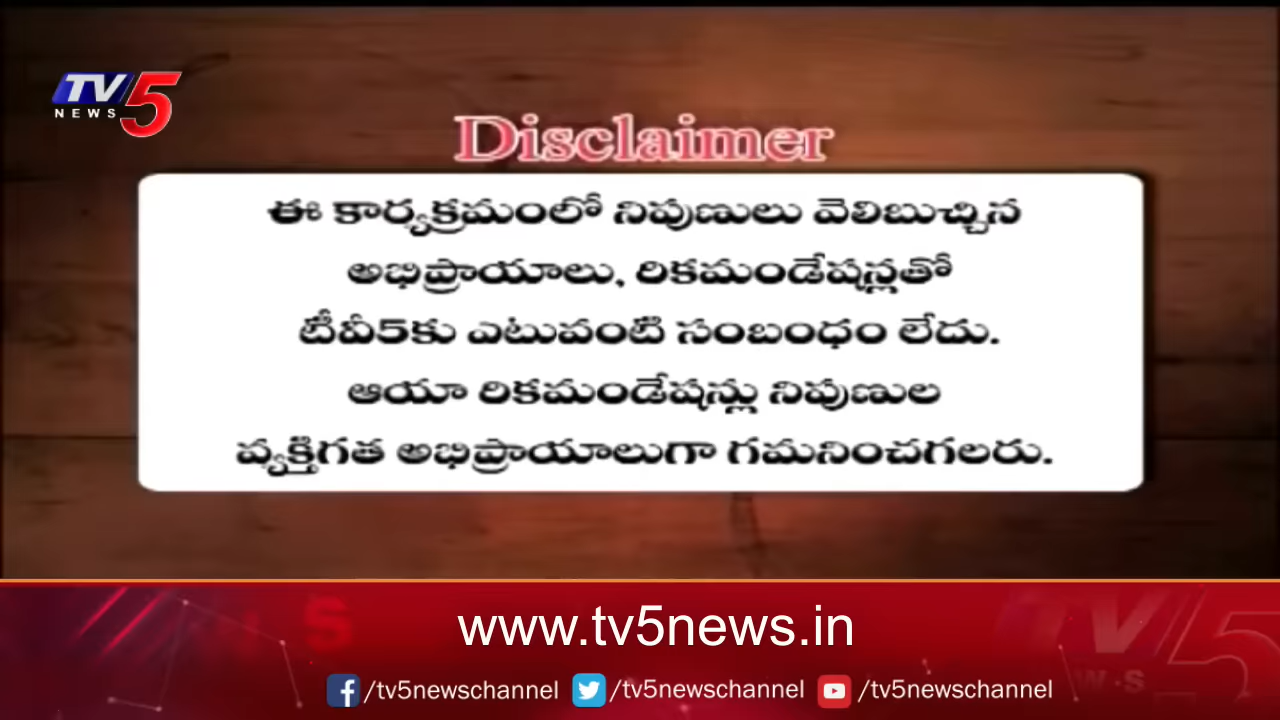 TV5
NEWS
Disclaimer
ఈ కార్యక్రమంలో నిపుణులు వెలిబుచ్చిన
అభిప్రాయాలు, రికమండేషన్లతో
టీవీ5కు ఎటువంటి సంబంధం లేదు.
ఆయా రికమండేషన్లు నిపుణుల
వ్యక్తిగత అభిప్రాయాలుగా గమనించగలరు.
www.tv5news.in
/tv5newschannel /tv5newschannel /tv5newschannel